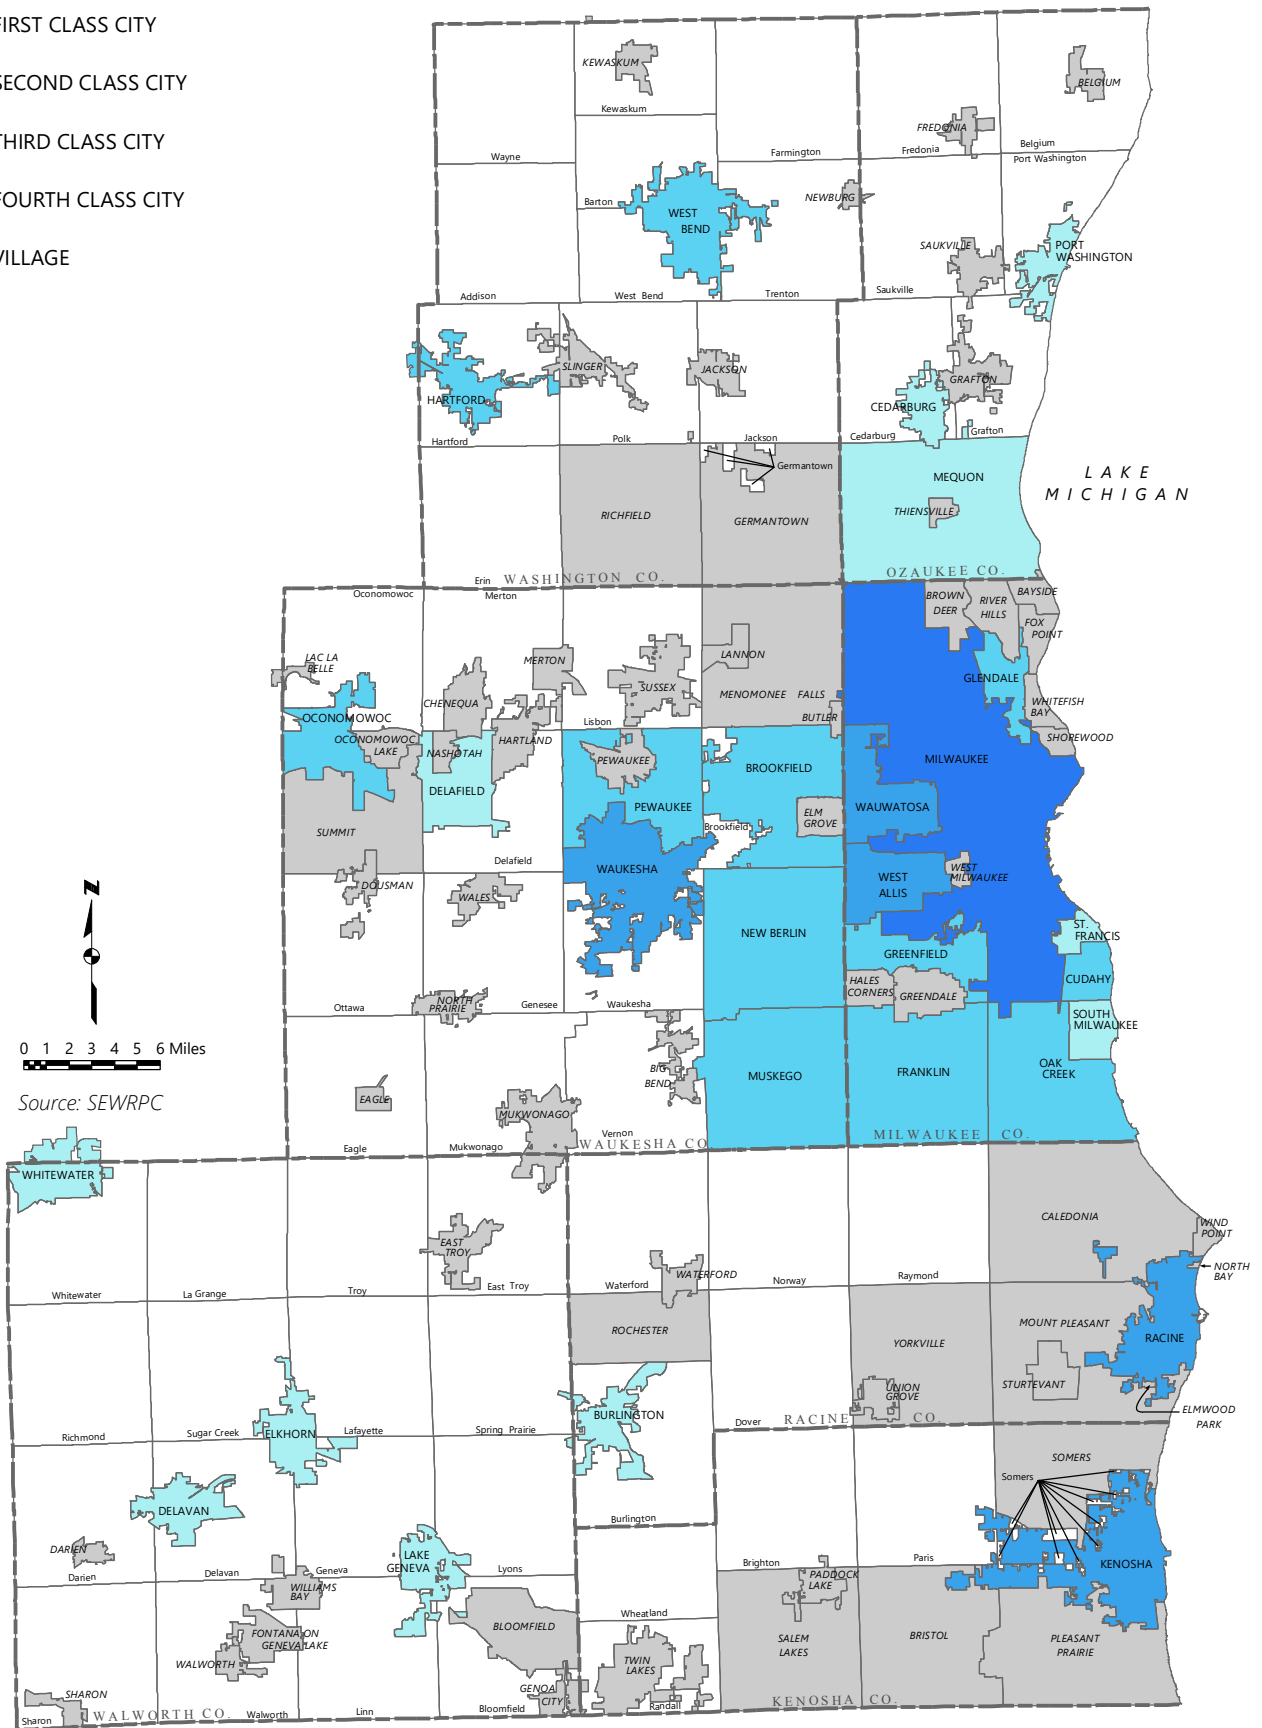 FIRST CLASS CITY
SECOND CLASS CITY
THIRD CLASS CITY
FOURTH CLASS CITY
VILLAGE
KEWASKUM
BELGIUM
Kewaskum
FREDONIA
Wayne
Farmington
Fredonia
Belgium
Port Washington
Barton
NEWBURG
WEST
BEND
SAUKVILLE
PORT
WASHINGTON
Addison
West Bend
Trenton
Saukville
SLINGER
JACKSON
GRAFTON
HARTFORD
CEDARBURG
Hartford
Polk
Jackson
Cedarburg
Grafton
Germantown
LAKE
MICHIGAN
MEQUON
THIENSVILLE
RICHFIELD
GERMANTOWN
Erin
WASHINGTON CO.
OZAUKEE CO.
Oconomowoc
Merton
BROWN
DEER
RIVER
HILLS
BAYSIDE
FOX
POINT
LAC LA
BELLE
MERTON
LANNON
CHENEQUA
SUSSEX
MENOMONEE FALLS
GLENDALE
WHITEFISH
BAY
OCONOMOWOC
Lisbon
BUTLER
OCONOMOWOC
LAKE
NASHOTAH
HARTLAND
SHOREWOOD
PEWAUKEE
BROOKFIELD
MILWAUKEE
DELAFIELD
PEWAUKEE
WAUWATOSA
ELM
GROVE
SUMMIT
Brookfield
Delafield
WAUKESHA
WEST
ALLIS
WEST
MILWAUKEE
DOUSMAN
WALES
NEW BERLIN
ST.
FRANCIS
GREENFIELD
CUDAHY
HALES
CORNERS
GREENDALE
NORTH
PRAIRIE
Ottawa
Genesee
Waukesha
SOUTH
MILWAUKEE
N
0 1 2 3 4 5 6 Miles
BIG
BEND
MUSKEGO
FRANKLIN
OAK
CREEK
Source: SEWRPC
EAGLE
MUKWONAGO
Vernon
Eagle
Mukwonago
WAUKESHA CO
MILWAUKEE CO.
WHITEWATER
CALEDONIA
WIND
POINT
EAST
TROY
NORTH
BAY
WATERFORD
Whitewater
La Grange
Troy
East Troy
Waterford
Norway
Raymond
ROCHESTER
YORKVILLE
MOUNT PLEASANT
RACINE
STURTEVANT
UNION
GROVE
ELMWOOD
PARK
BURLINGTON
Dover
RACINE CO.
Richmond
Sugar Creek
ELKHORN
Lafayette
Spring Prairie
SOMERS
Somers
DELAVAN
Burlington
DARIEN
LAKE
GENEVA
Brighton
Paris
KENOSHA
Darien
Delavan
Geneva
Lyons
PADDOCK
LAKE
WILLIAMS
BAY
Wheatland
BLOOMFIELD
FONTANA ON
GENEVA LAKE
SALEM
LAKES
BRISTOL
PLEASANT
PRAIRIE
WALWORTH
TWIN
LAKES
GENOA
CITY
SHARON
Sharon
WALWORTH CO.
Walworth
Linn
Bloomfield
Randall
KENOSHA CO.